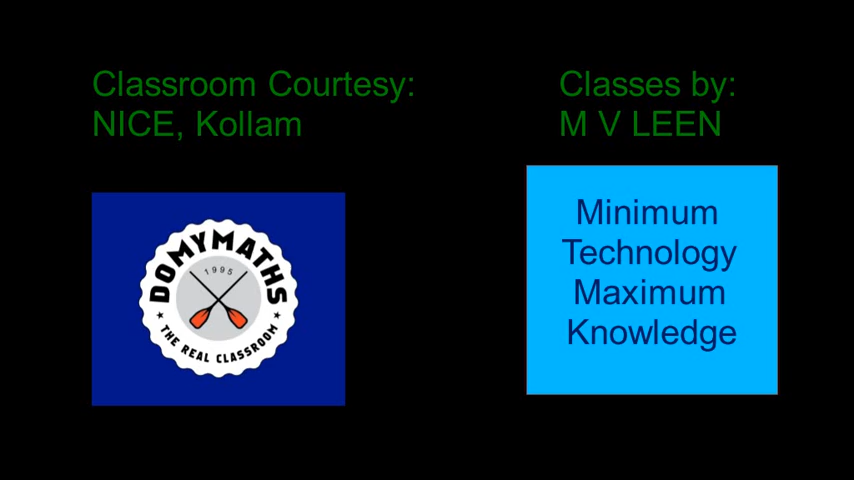 Classroom Courtesy:
NICE, Kollam
Classes by:
M V LEEN
DOMYMATHS
1995
★ THE REAL CLASSROOM ★
Minimum
Technology
Maximum
Knowledge